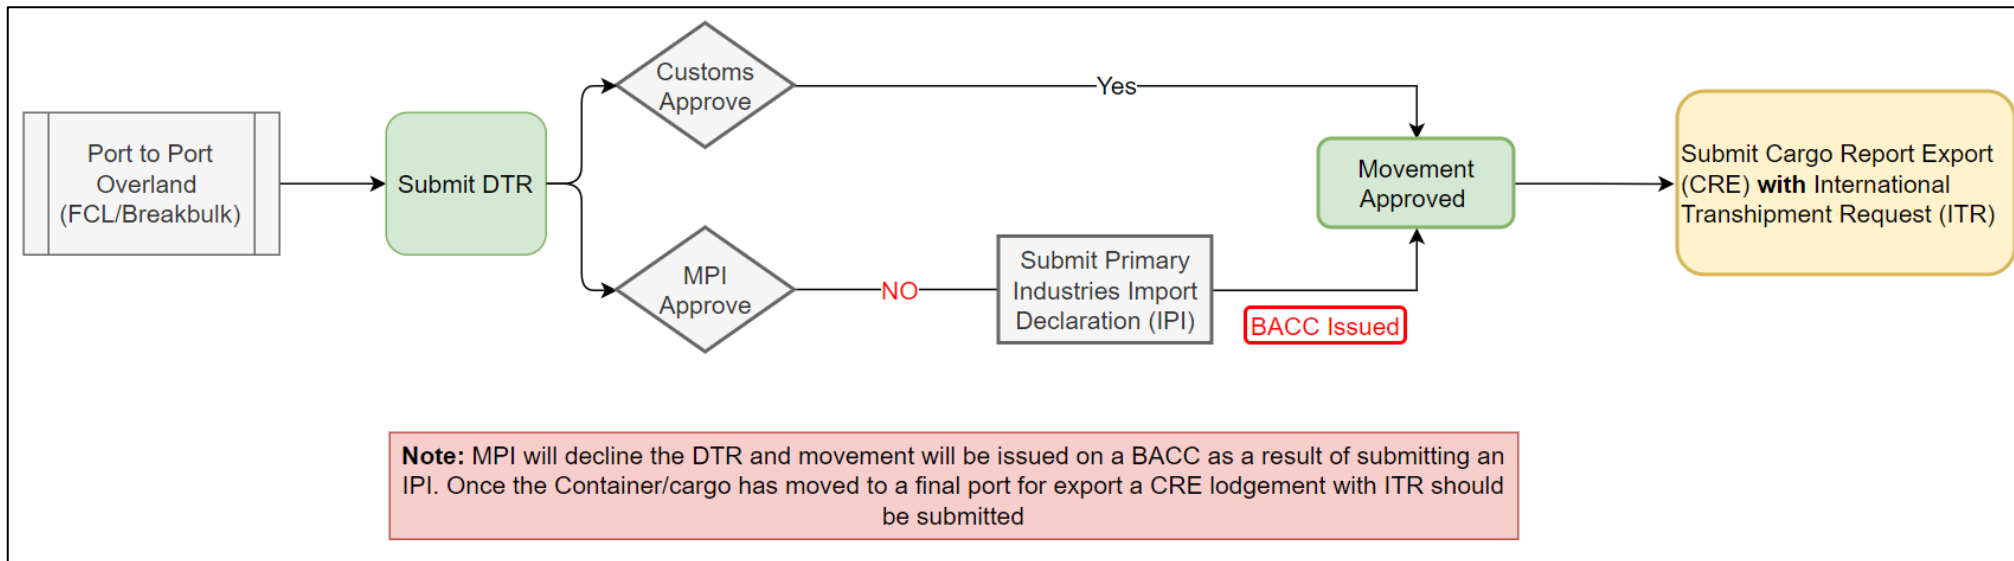 Port to Port
Overland
(FCL/Breakbulk)
Submit DTR
Customs
Approve
Yes
MPI
Approve
NO
Submit Primary
Industries Import
Declaration (IPI)
BACC Issued
Movement
Approved
Submit Cargo Report Export
(CRE) with International
Transhipment Request (ITR)
Note: MPI will decline the DTR and movement will be issued on a BACC as a result of submitting an
IPI. Once the Container/cargo has moved to a final port for export a CRE lodgement with ITR should
be submitted